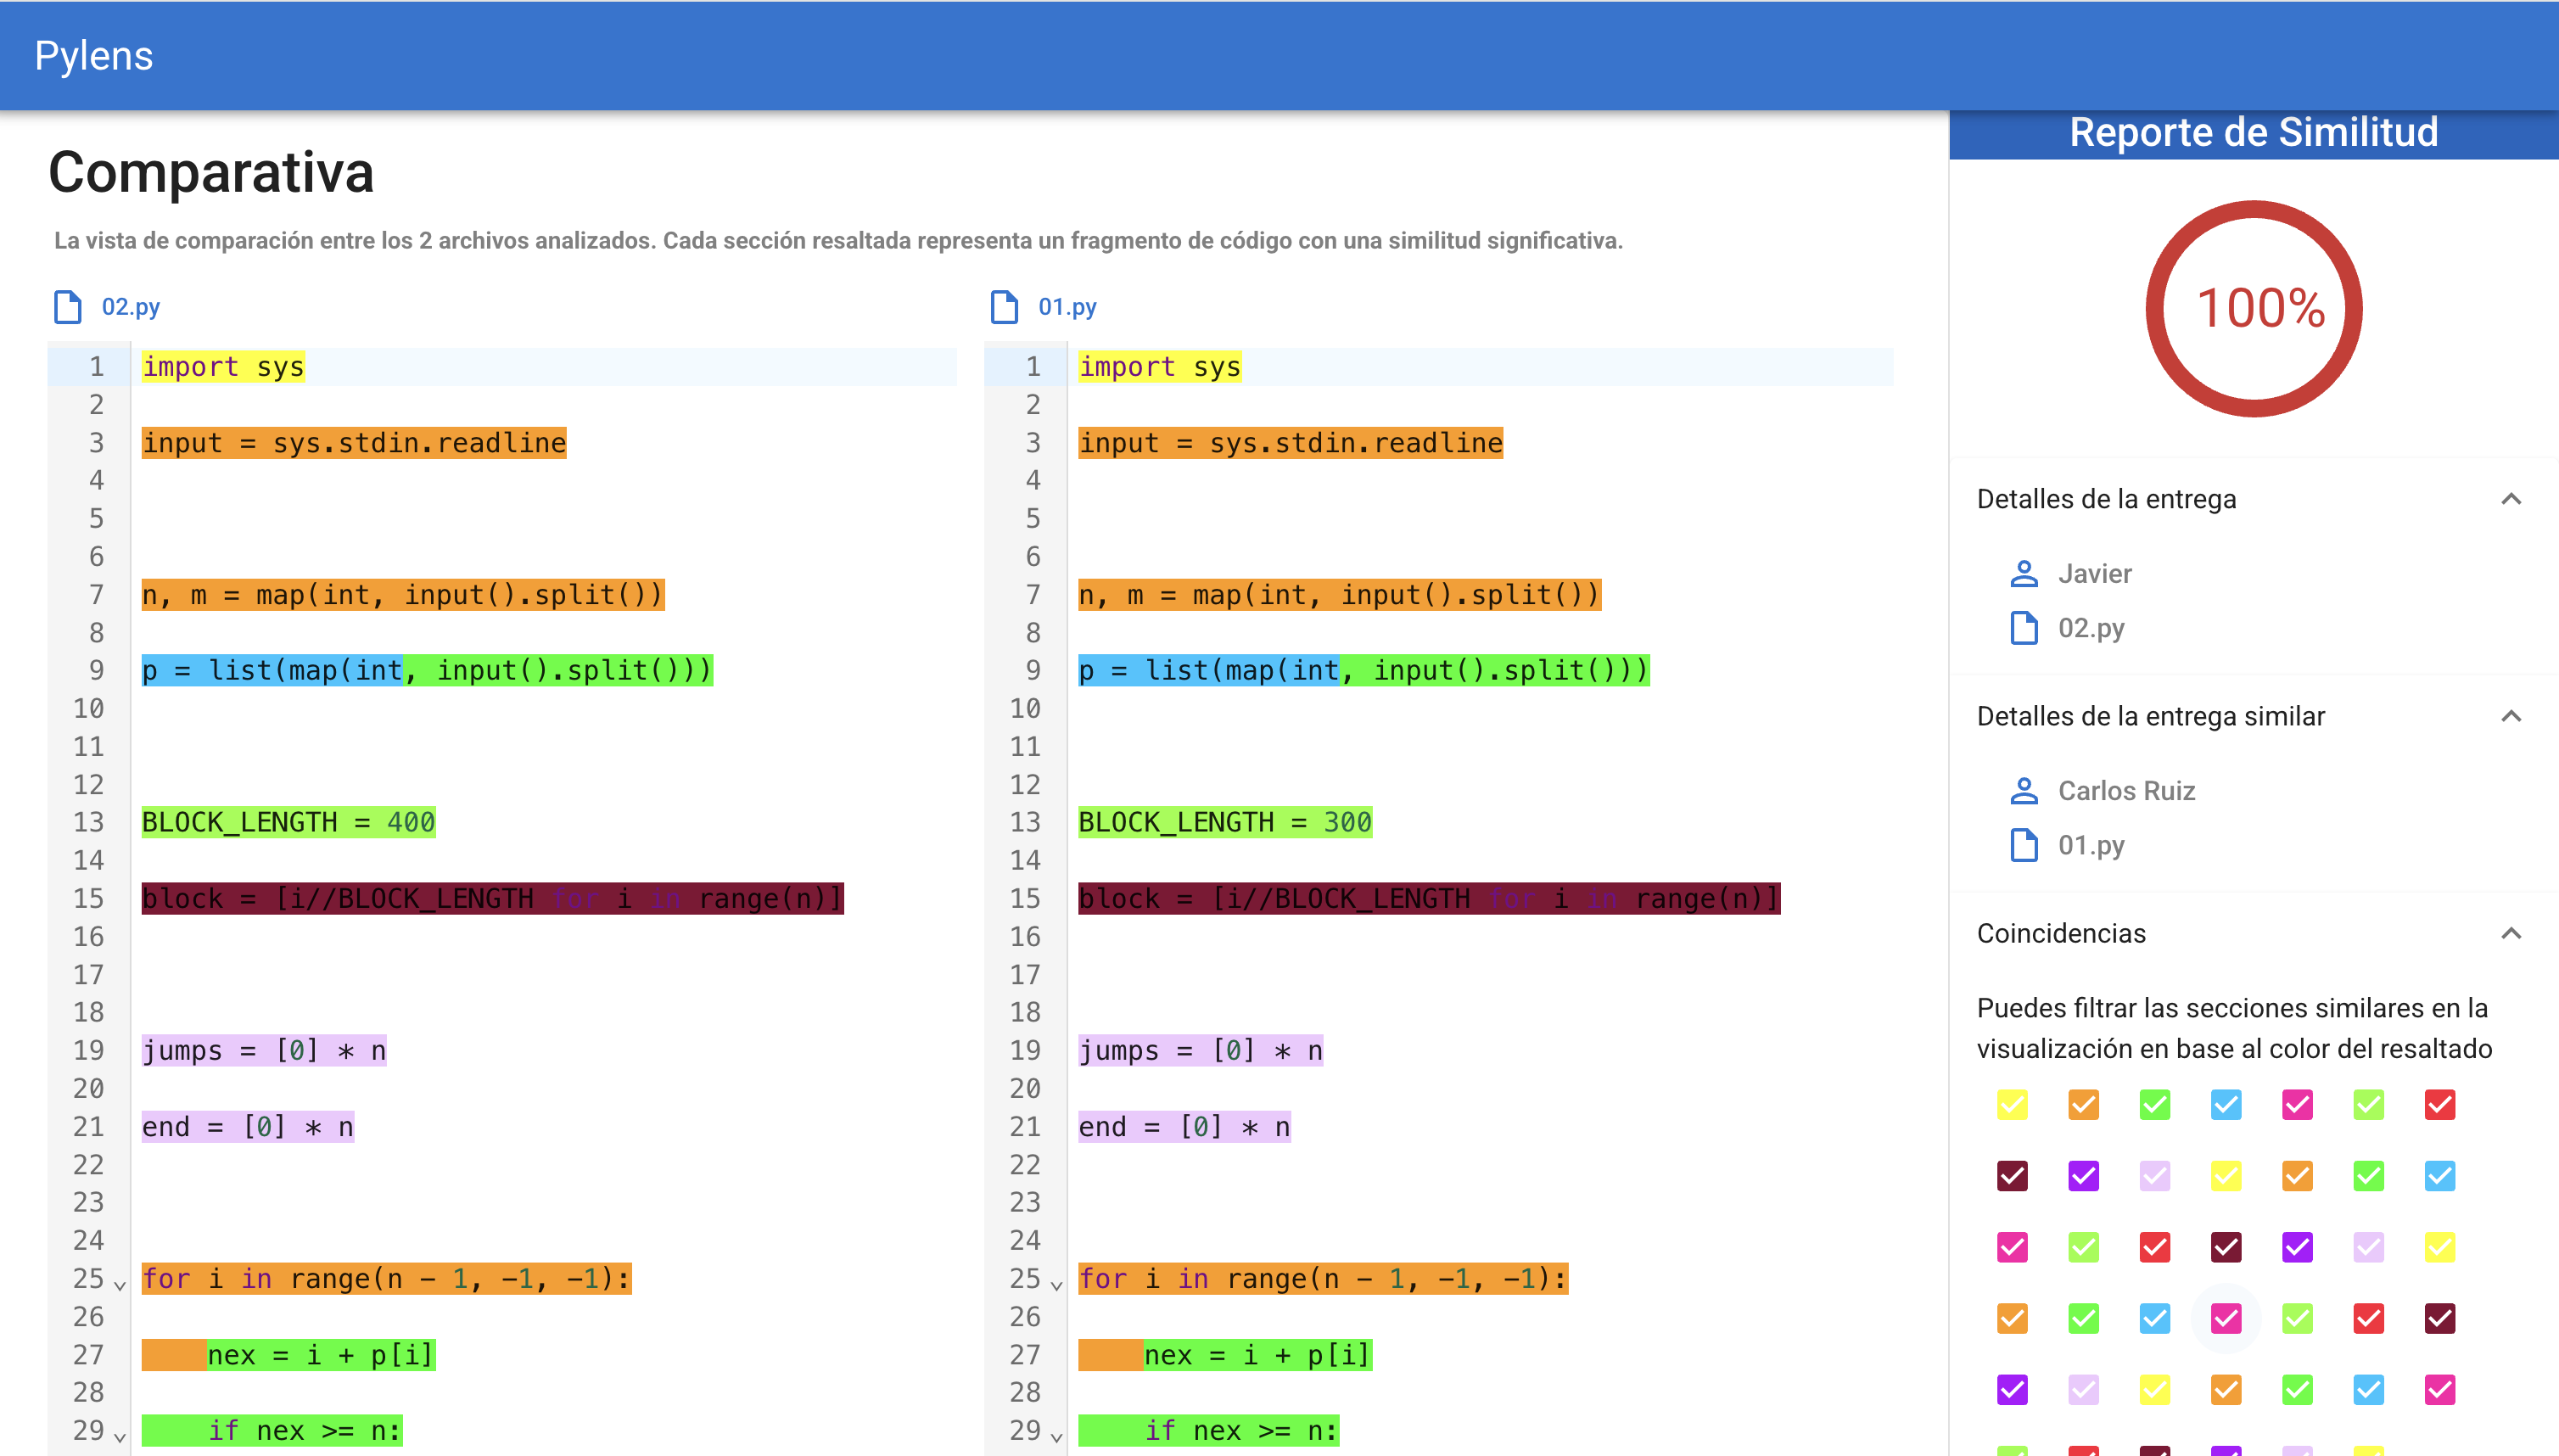 Pylens
Comparativa
La vista de comparación entre los 2 archivos analizados. Cada sección resaltada representa un fragmento de código con una similitud significativa.
02.py
1 import sys
2
3 input = sys.stdin.readline
4
5
6
7 n, m = map(int, input().split())
8
9 p = list(map(int, input().split()))
10
11
12
13 BLOCK_LENGTH = 400
14
15 block = [i//BLOCK_LENGTH for i in range(n)]
16
17
18
19 jumps = [0] * n
20
21 end = [0] * n
22
23
24
25 for i in range(n - 1, -1, -1):
26
27     nex = i + p[i]
28
29     if nex >= n:
01.py
1 import sys
2
3 input = sys.stdin.readline
4
5
6
7 n, m = map(int, input().split())
8
9 p = list(map(int, input().split()))
10
11
12
13 BLOCK_LENGTH = 300
14
15 block = [i//BLOCK_LENGTH for i in range(n)]
16
17
18
19 jumps = [0] * n
20
21 end = [0] * n
22
23
24
25 for i in range(n - 1, -1, -1):
26
27     nex = i + p[i]
28
29     if nex >= n:
Reporte de Similitud
100%
Detalles de la entrega
Javier
02.py
Detalles de la entrega similar
Carlos Ruiz
01.py
Coincidencias
Puedes filtrar las secciones similares en la
visualización en base al color del resaltado